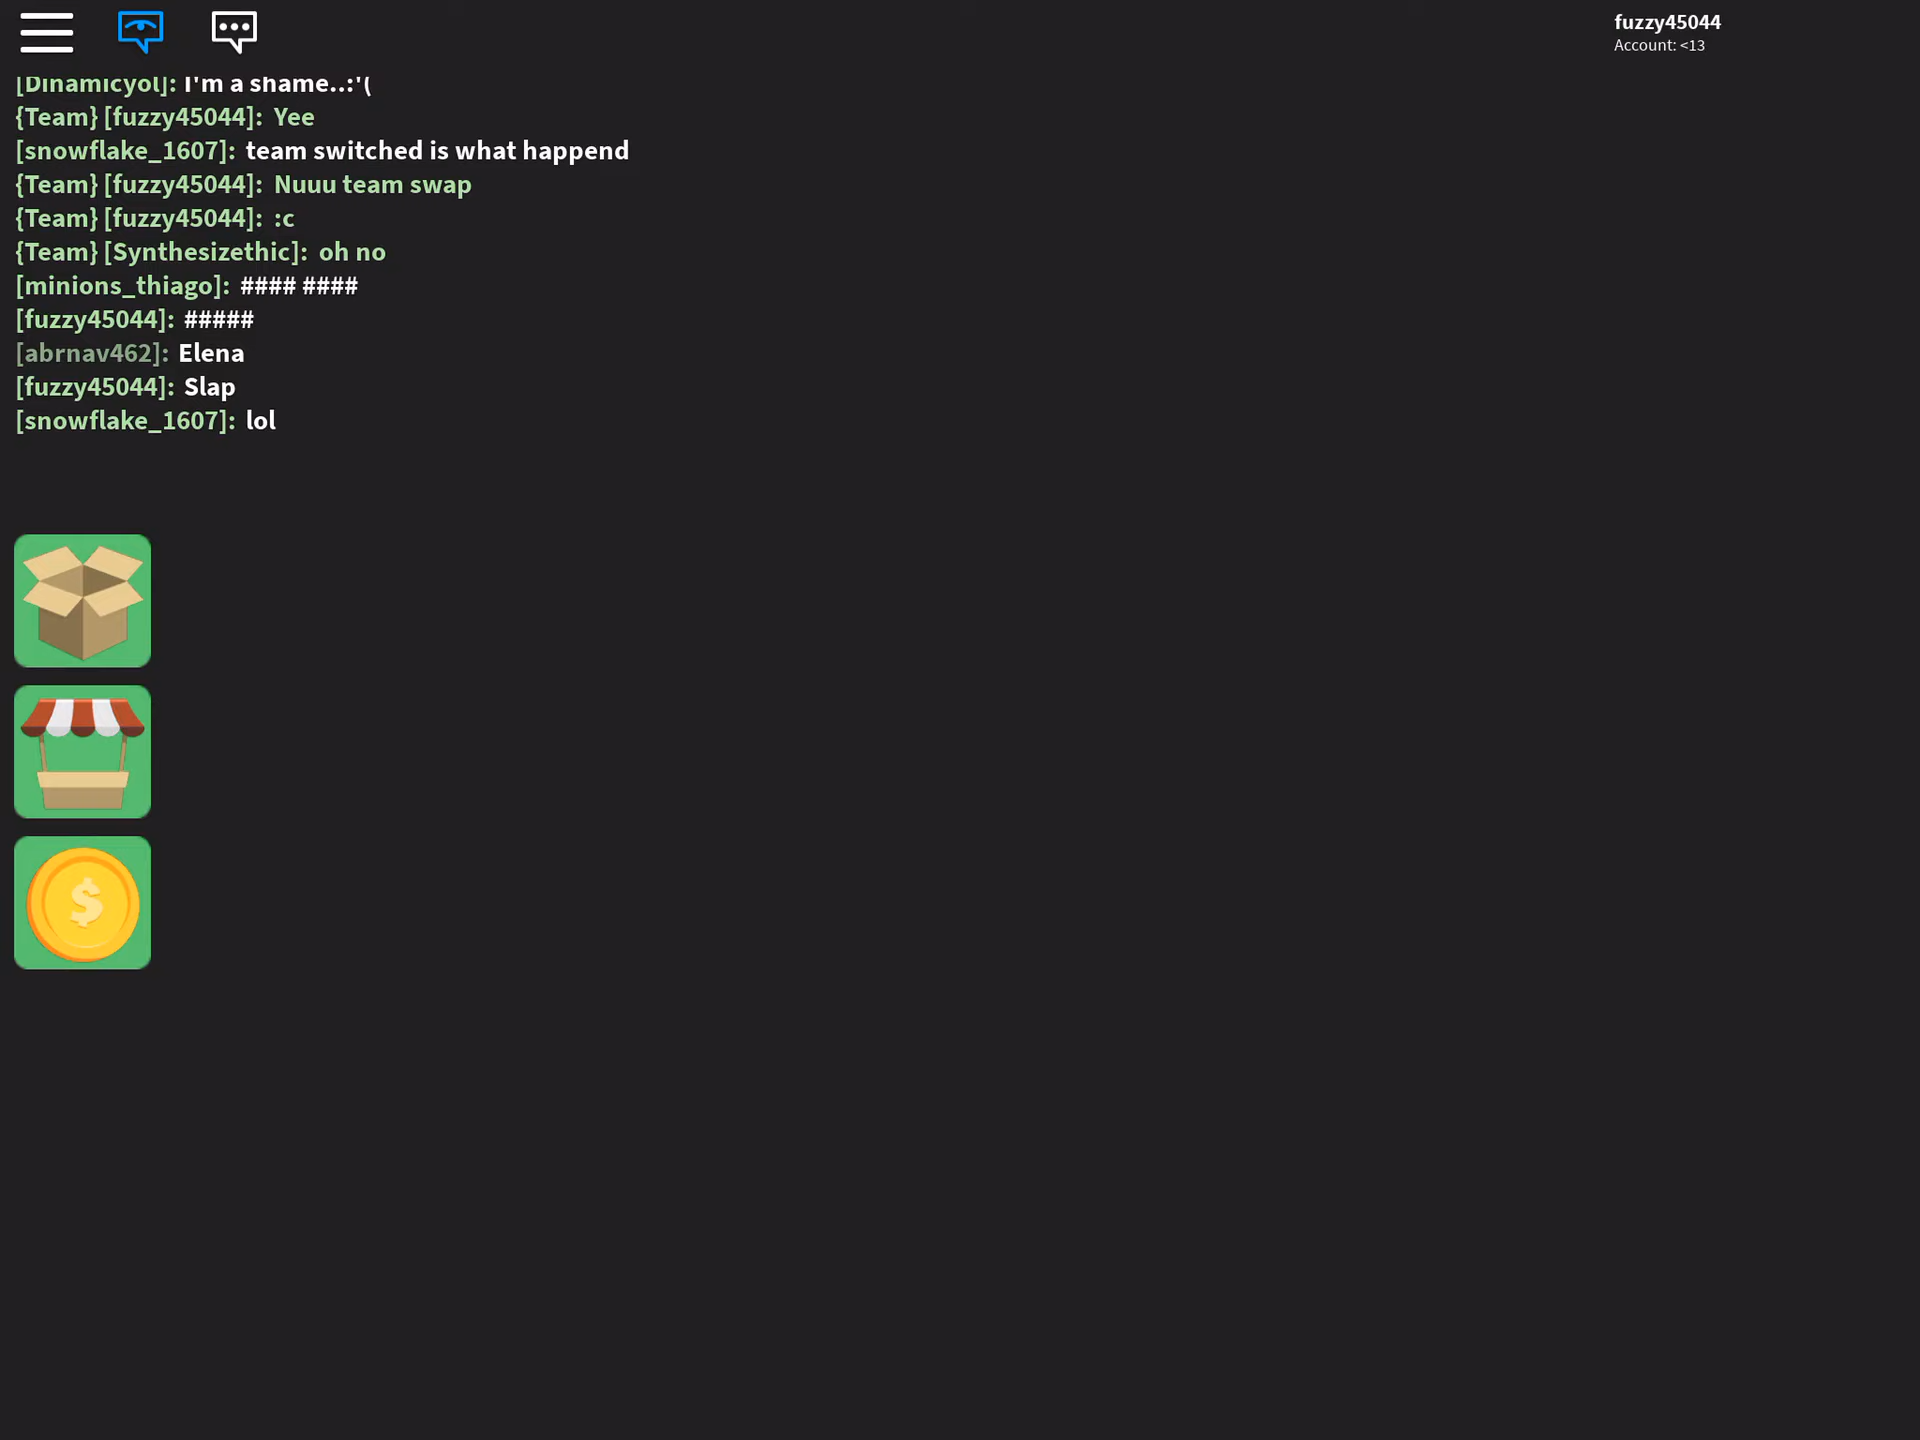 fuzzy45044
Account: <13
[Dinamicyol]: I'm a shame..:'(
{Team} [fuzzy45044]: Yee
[snowflake_1607]: team switched is what happend
{Team} [fuzzy45044]: Nuuu team swap
{Team} [fuzzy45044]: :c
{Team} [Synthesizethic]: oh no
[minions_thiago]: #### ####
[fuzzy45044]: #####
[abrnav462]: Elena
[fuzzy45044]: Slap
[snowflake_1607]: lol
$